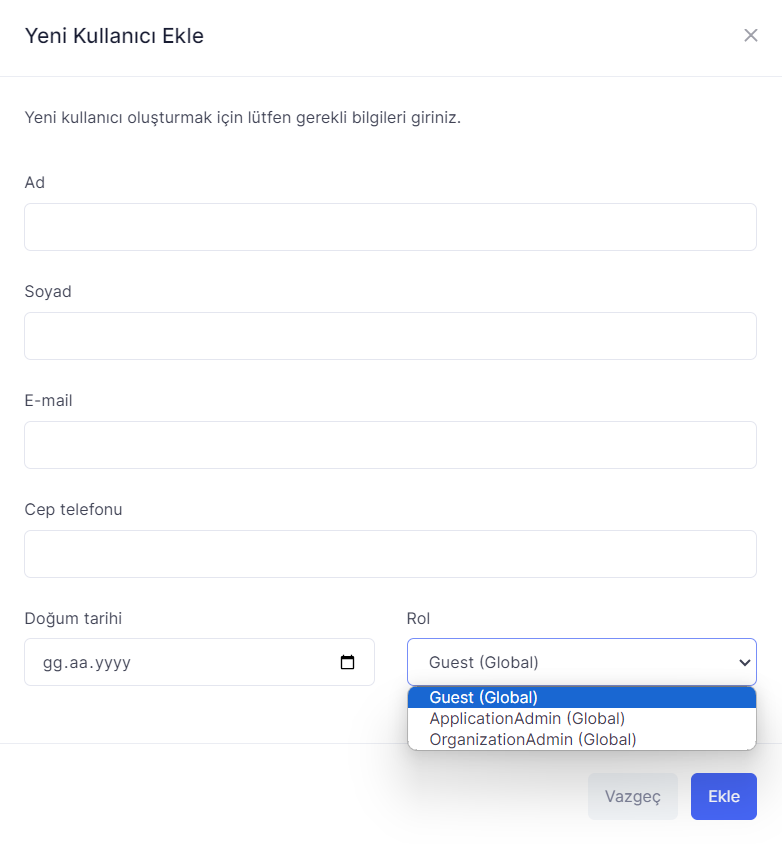 Yeni Kullanıcı Ekle
Yeni kullanıcı oluşturmak için lütfen gerekli bilgileri giriniz.
Ad
Soyad
E-mail
Cep telefonu
Doğum tarihi
Rol
gg.aa.yyyy
Guest (Global)
Guest (Global)
ApplicationAdmin (Global)
OrganizationAdmin (Global)
Vazgeç
Ekle